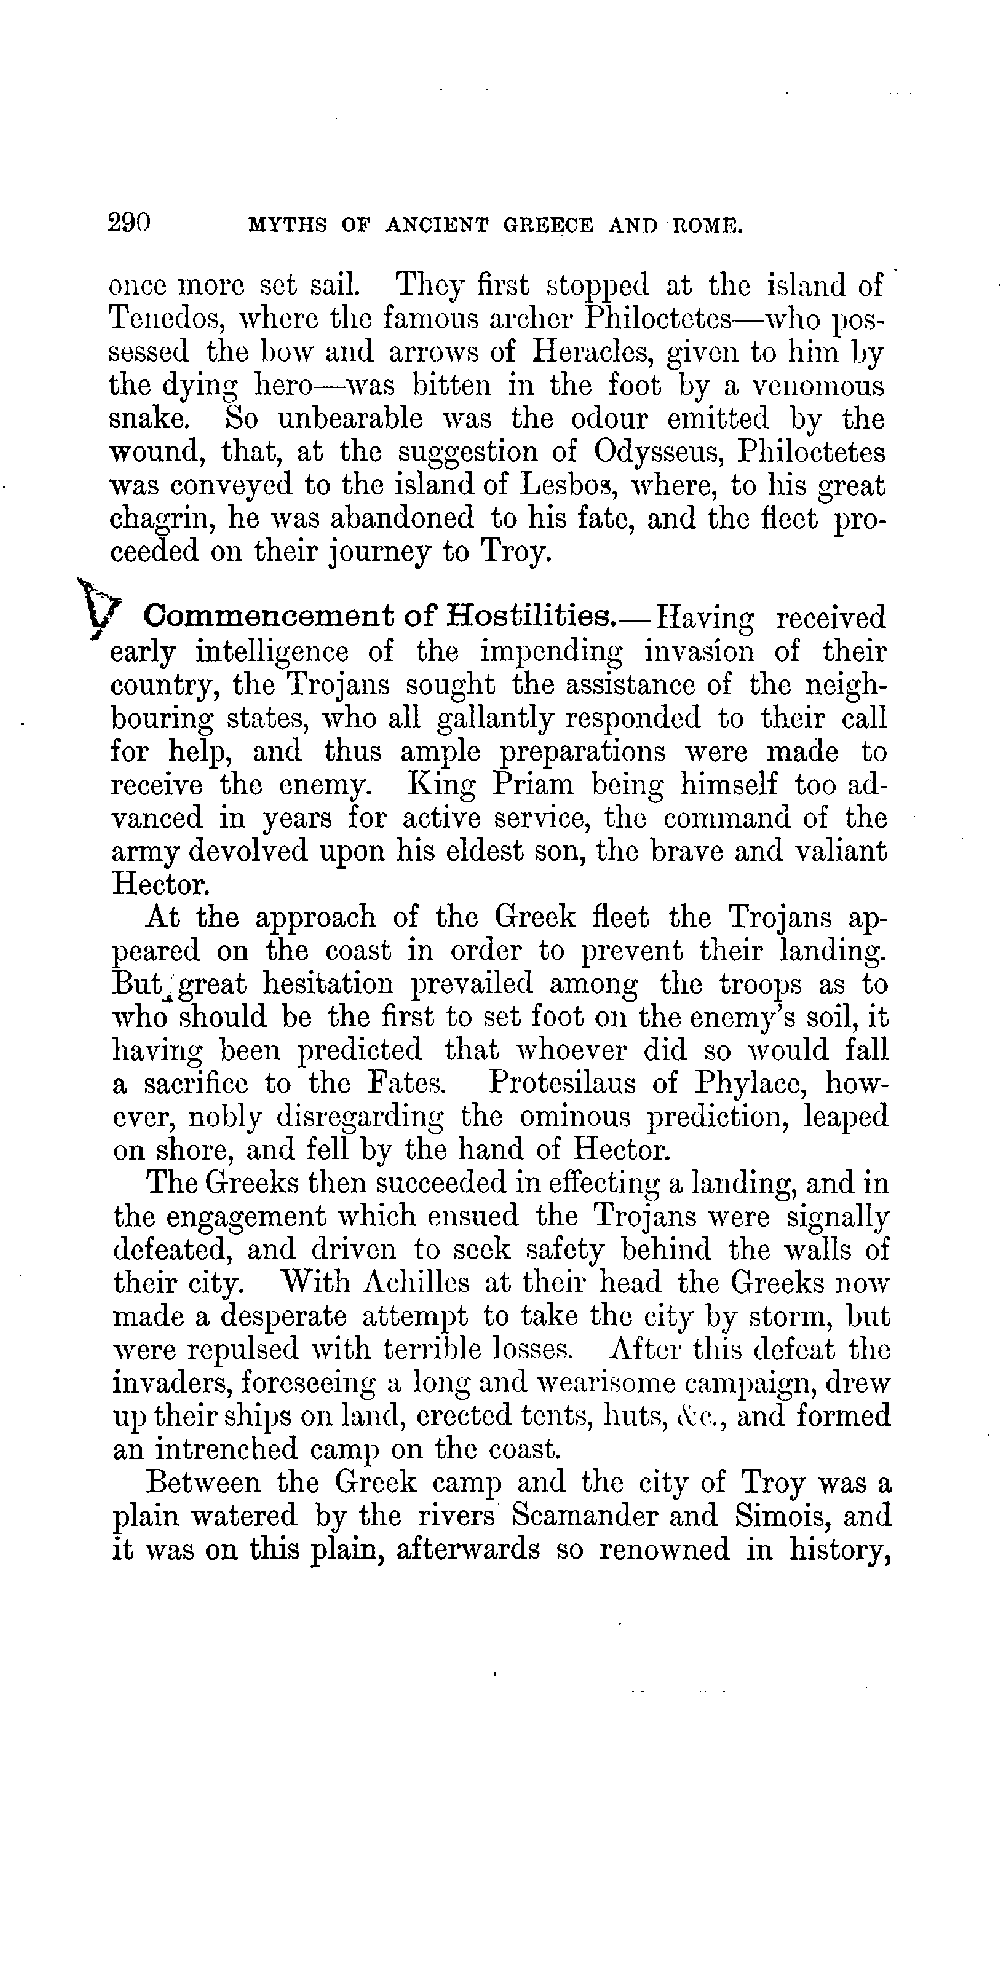 290 MYTHS OF ANCIENT GREECE AND ROME.
once more set sail. They first stopped at the island of
Tenedos, where the famous archer Philoctetes—who pos-
sessed the bow and arrows of Heracles, given to him by
the dying hero—was bitten in the foot by a venomous
snake. So unbearable was the odour emitted by the
wound, that, at the suggestion of Odysseus, Philoctetes
was conveyed to the island of Lesbos, where, to his great
chagrin, he was abandoned to his fate, and the fleet pro-
ceeded on their journey to Troy.
Commencement of Hostilities.—Having received
early intelligence of the impending invasion of their
country, the Trojans sought the assistance of the neigh-
bouring states, who all gallantly responded to their call
for help, and thus ample preparations were made to
receive the enemy. King Priam being himself too ad-
vanced in years for active service, the command of the
army devolved upon his eldest son, the brave and valiant
Hector.
At the approach of the Greek fleet the Trojans ap-
peared on the coast in order to prevent their landing.
But great hesitation prevailed among the troops as to
who should be the first to set foot on the enemy's soil, it
having been predicted that whoever did so would fall
a sacrifice to the Fates. Protesilaus of Phylace, how-
ever, nobly disregarding the ominous prediction, leaped
on shore, and fell by the hand of Hector.
The Greeks then succeeded in effecting a landing, and in
the engagement which ensued the Trojans were signally
defeated, and driven to seek safety behind the walls of
their city. With Achilles at their head the Greeks now
made a desperate attempt to take the city by storm, but
were repulsed with terrible losses. After this defeat the
invaders, foreseeing a long and wearisome campaign, drew
up their ships on land, erected tents, huts, &c., and formed
an intrenched camp on the coast.
Between the Greek camp and the city of Troy was a
plain watered by the rivers Scamander and Simois, and
it was on this plain, afterwards so renowned in history,